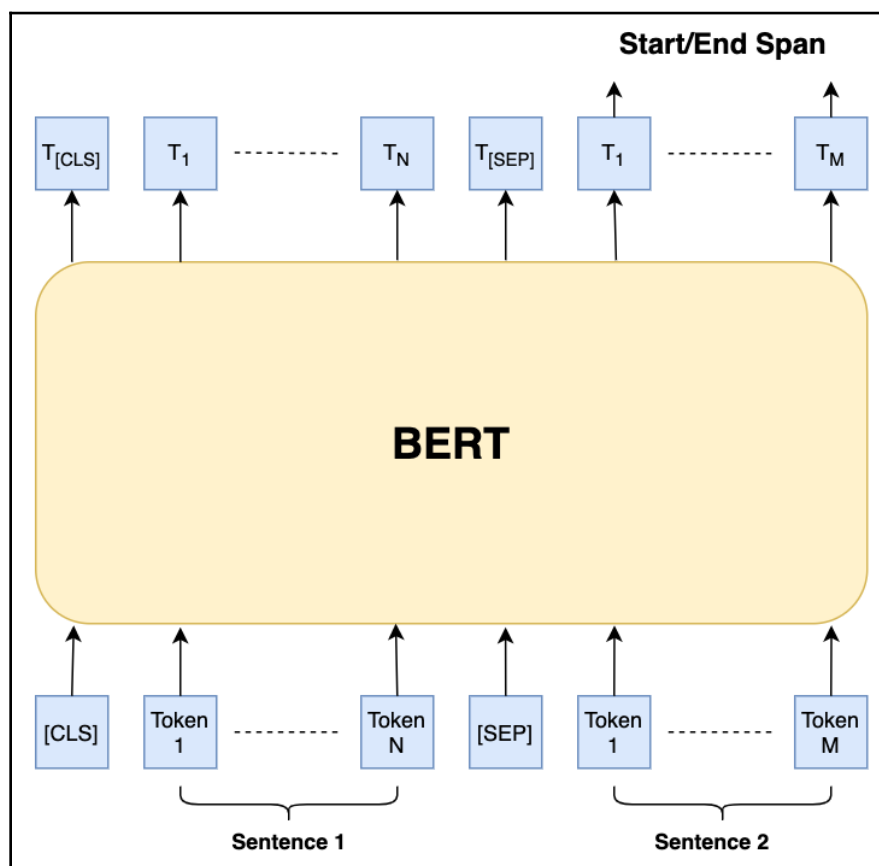 Start/End Span
T[CLS] T1 TN T[SEP] T1 TM
BERT
[CLS] Token 1 Token N [SEP] Token 1 Token M
Sentence 1 Sentence 2